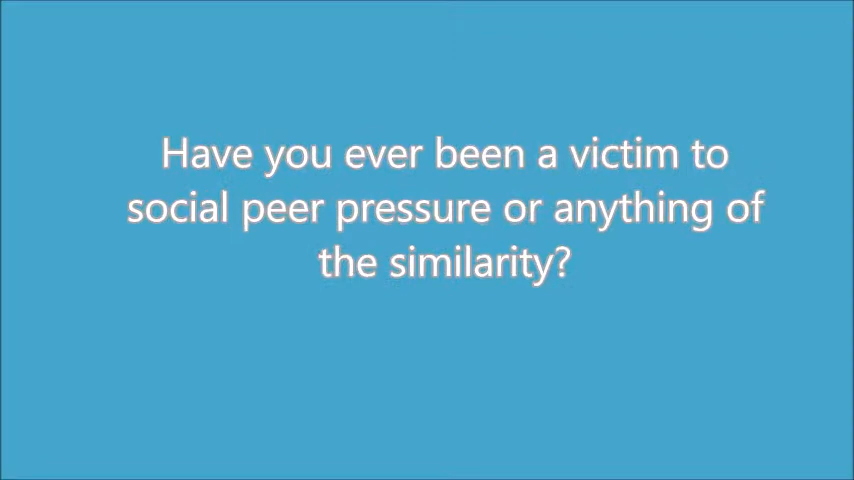 Have you ever been a victim to
social peer pressure or anything of
the similarity?